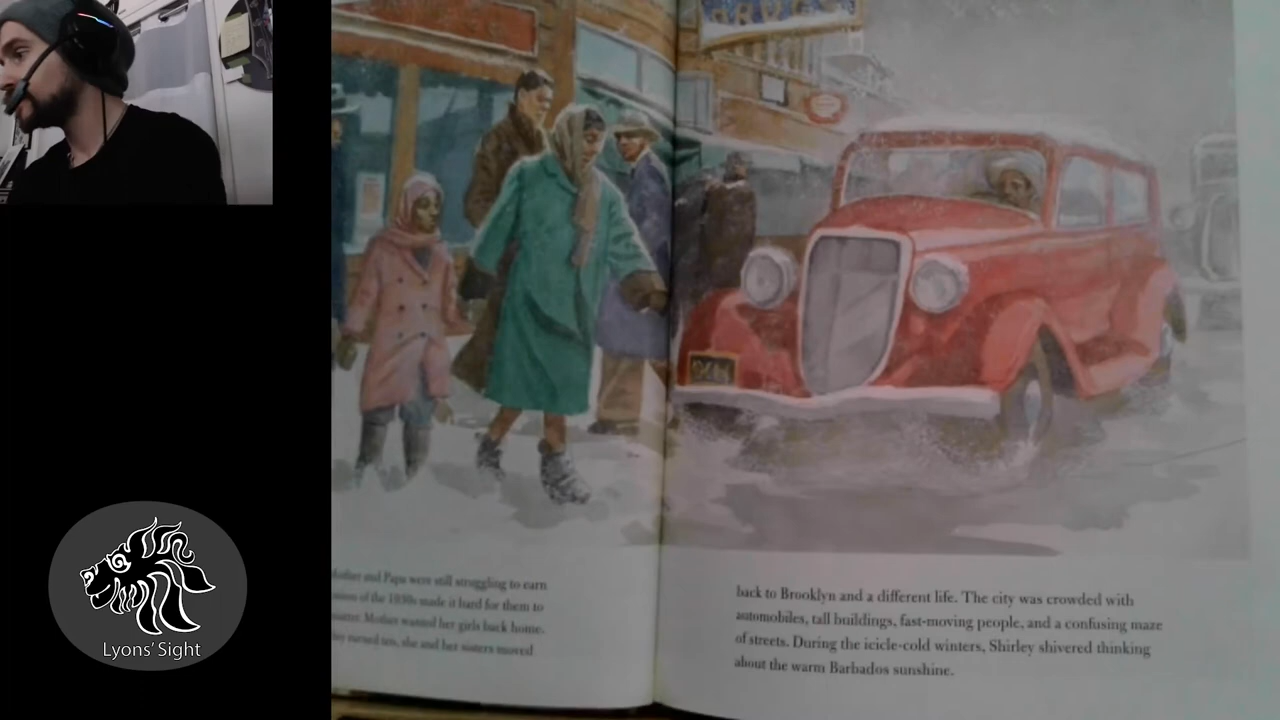 Mother and Papa were still struggling to earn
of the 1930s made it hard for them to
Mother wanted her girls back home.
turned ten, she and her sisters moved
back to Brooklyn and a different life. The city was crowded with
automobiles, tall buildings, fast-moving people, and a confusing maze
of streets. During the icicle-cold winters, Shirley shivered thinking
about the warm Barbados sunshine.
Lyons' Sight